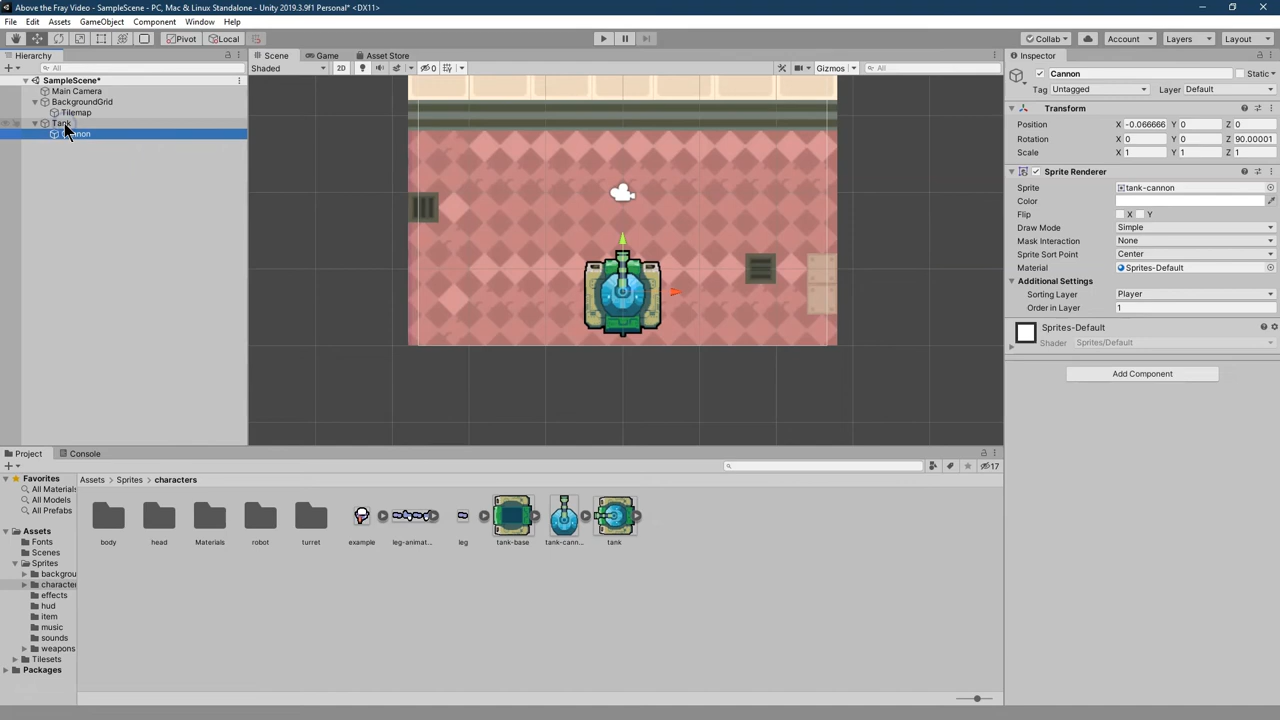 Above the Fray Video - SampleScene - PC, Mac & Linux Standalone - Unity 2019.3.9f1 Personal* <DX11>
File Edit Assets GameObject Component Window Help
Pivot Local Collab Account Layers Layout
Hierarchy
All
SampleScene*
Main Camera
BackgroundGrid
Tilemap
Tank
Scene Game Asset Store
Shaded 2D 0 Gizmos All
Inspector
Cannon Static
Tag Untagged Layer Default
Transform
Position X -0.066666 Y 0 Z 0
Rotation X 0 Y 0 Z 90.00001
Scale X 1 Y 1 Z 1
Sprite Renderer
Sprite tank-cannon
Color
Flip X Y
Draw Mode Simple
Mask Interaction None
Sprite Sort Point Center
Material Sprites-Default
Additional Settings
Sorting Layer Player
Order in Layer 1
Sprites-Default
Shader Sprites/Default
Add Component
Project Console
17
Favorites
All Materials
All Models
All Prefabs
Assets
Fonts
Scenes
Sprites
backgrou
character
effects
hud
item
music
sounds
weapons
Tilesets
Packages
Assets > Sprites > characters
body head Materials robot turret example leg-animat... leg tank-base tank-cann... tank